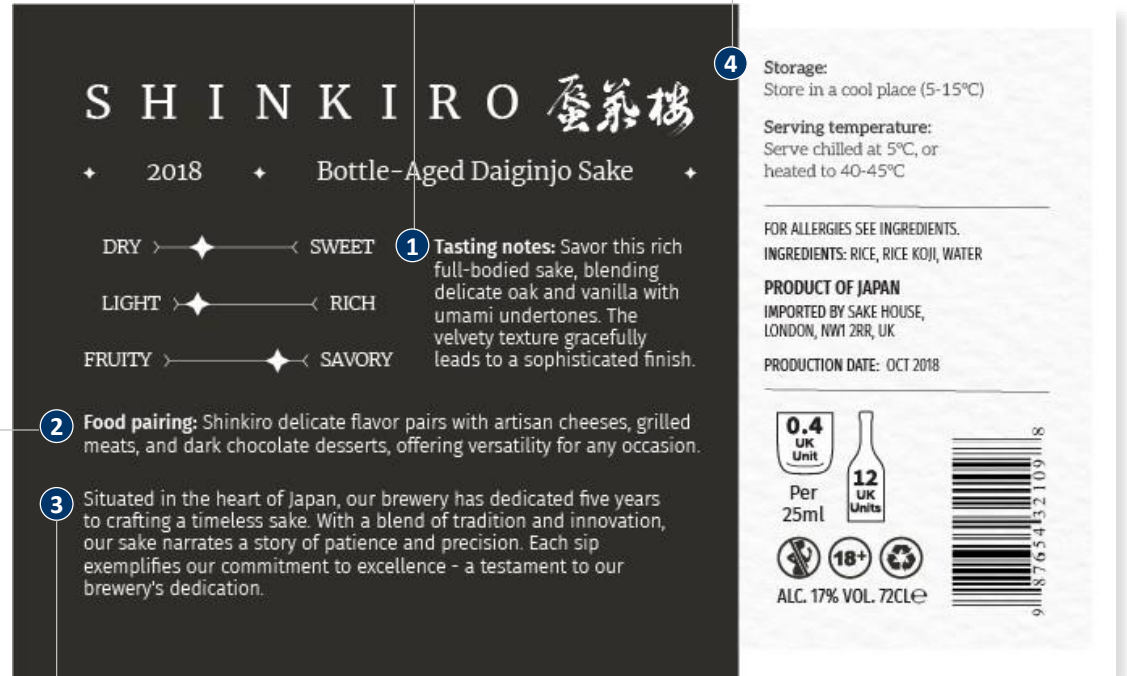 SHINKIRO 蜃気楼
2018 Bottle-Aged Daiginjo Sake
DRY SWEET
LIGHT RICH
FRUITY SAVORY
1 Tasting notes: Savor this rich
full-bodied sake, blending
delicate oak and vanilla with
umami undertones. The
velvety texture gracefully
leads to a sophisticated finish.
2 Food pairing: Shinkiro delicate flavor pairs with artisan cheeses, grilled
meats, and dark chocolate desserts, offering versatility for any occasion.
3 Situated in the heart of Japan, our brewery has dedicated five years
to crafting a timeless sake. With a blend of tradition and innovation,
our sake narrates a story of patience and precision. Each sip
exemplifies our commitment to excellence - a testament to our
brewery's dedication.
4 Storage:
Store in a cool place (5-15°C)
Serving temperature:
Serve chilled at 5°C, or
heated to 40-45°C
FOR ALLERGIES SEE INGREDIENTS.
INGREDIENTS: RICE, RICE KOJI, WATER
PRODUCT OF JAPAN
IMPORTED BY SAKE HOUSE,
LONDON, NW1 2RR, UK
PRODUCTION DATE: OCT 2018
0.4
UK
Unit
Per
25ml
12
UK
Units
18+
ALC. 17% VOL. 72CL℮
9 876543 21098